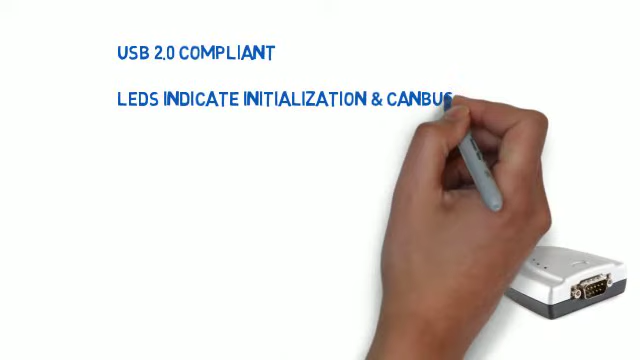 USB 2.0 COMPLIANT
LEDS INDICATE INITIALIZATION & CANBUS